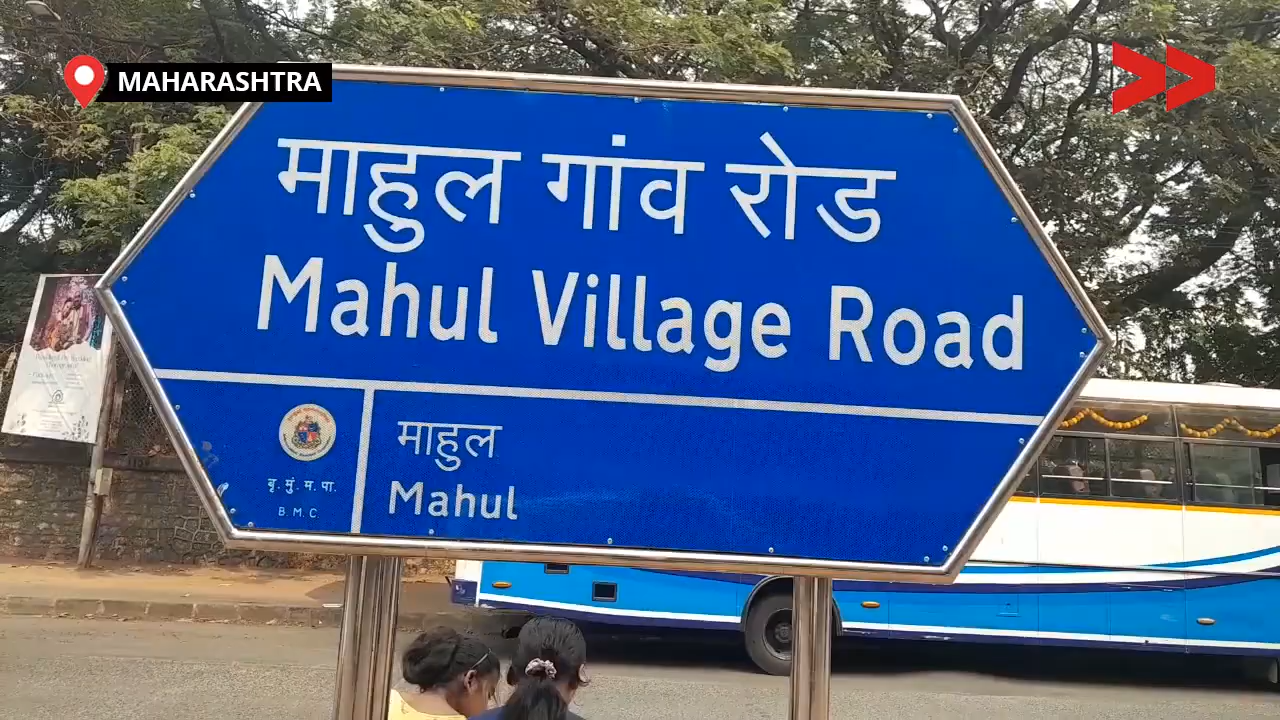 MAHARASHTRA
माहुल गांव रोड
Mahul Village Road
माहुल
Mahul
बृ. मुं. म. पा.
B. M. C.